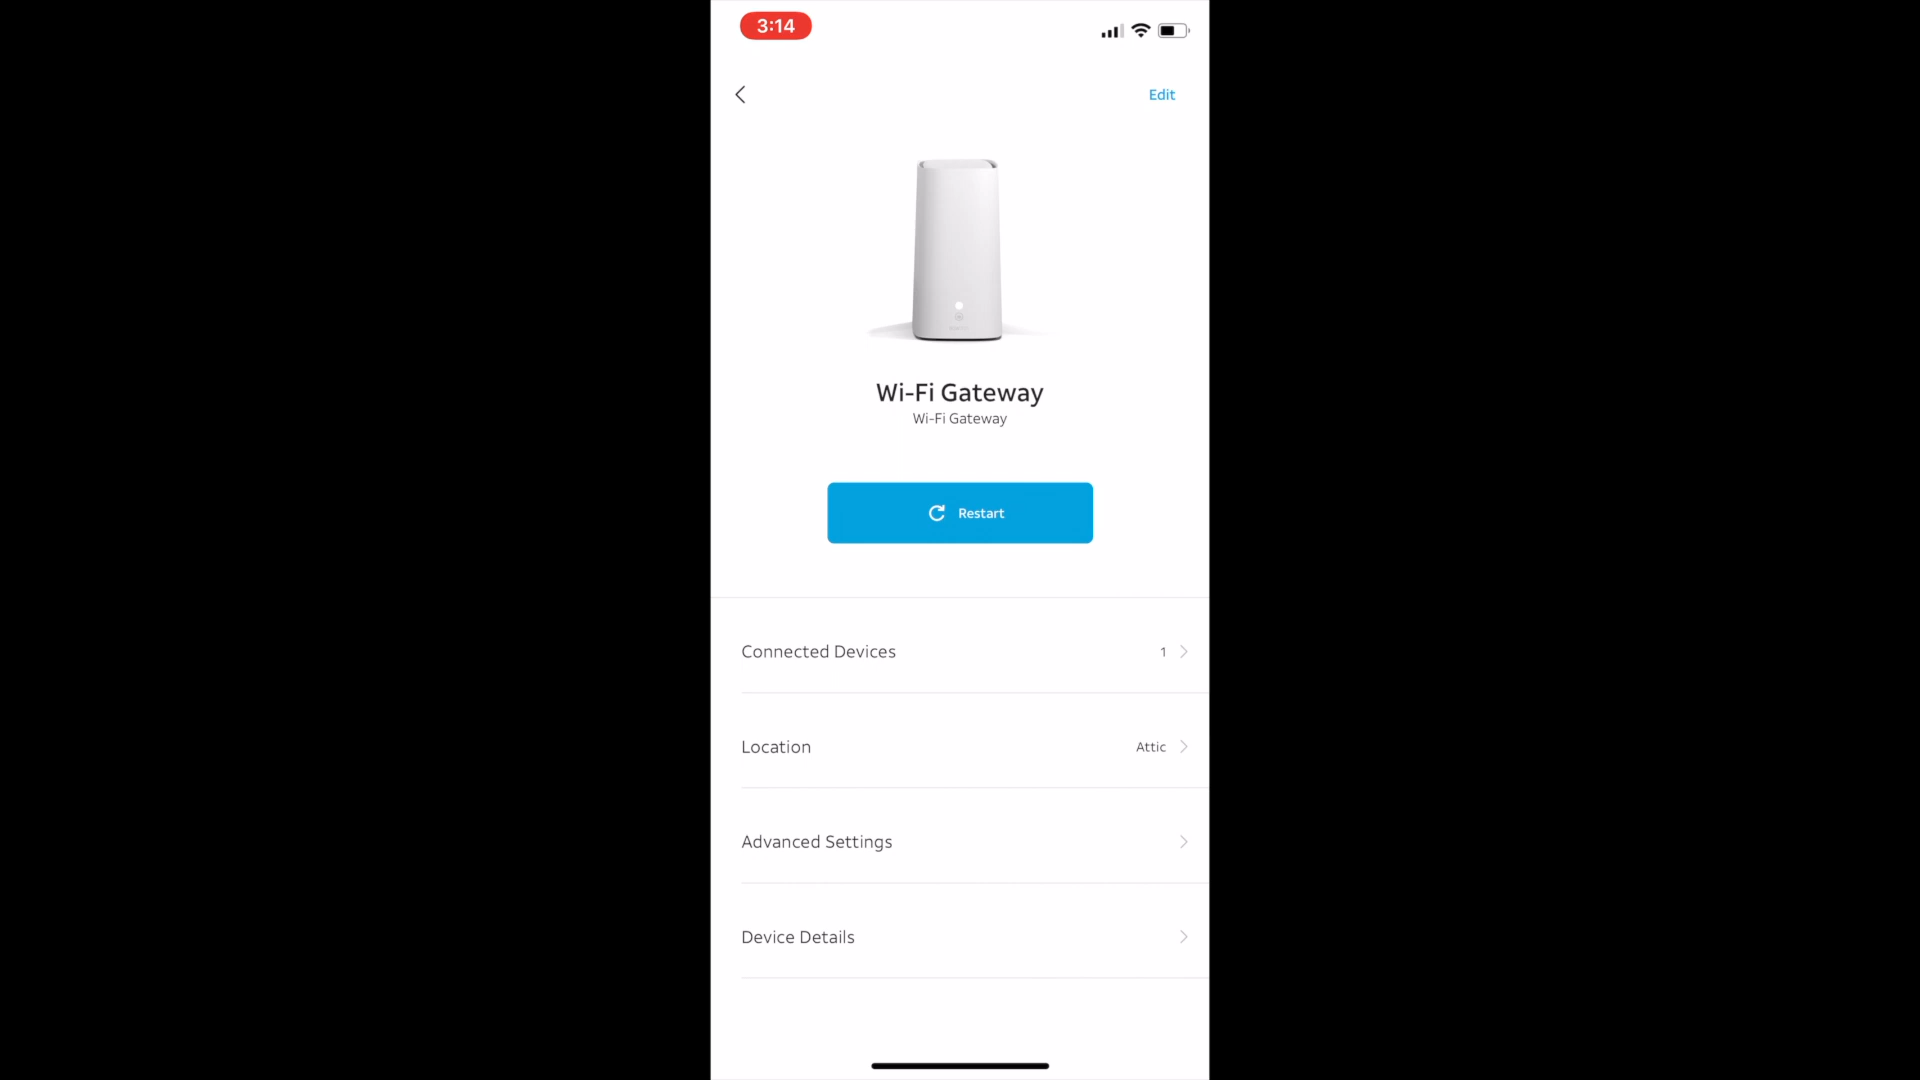 3:14
Edit
Wi-Fi Gateway
Wi-Fi Gateway
Restart
Connected Devices 1
Location Attic
Advanced Settings
Device Details